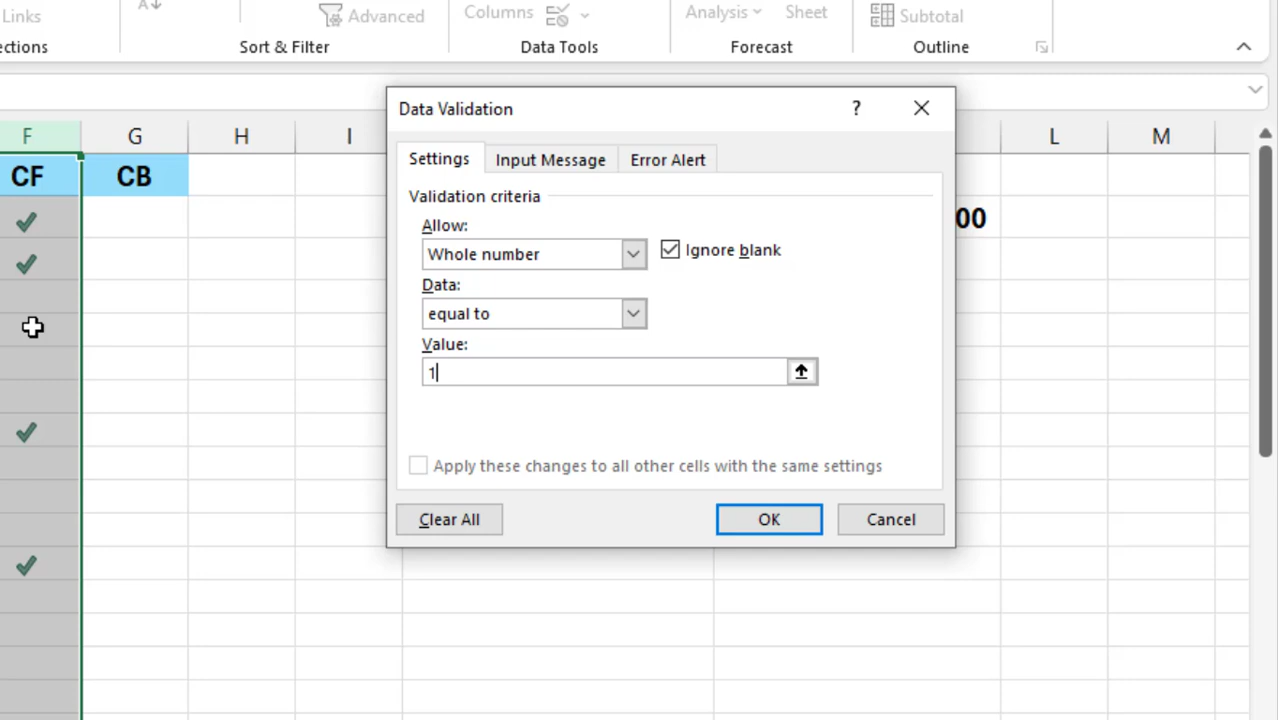 Links
Advanced
Columns
Analysis
Sheet
Subtotal
ections
Sort & Filter
Data Tools
Forecast
Outline
Data Validation
?
F
G
H
I
L
M
CF
CB
00
Settings
Input Message
Error Alert
Validation criteria
Allow:
Whole number
Ignore blank
Data:
equal to
Value:
1
Apply these changes to all other cells with the same settings
Clear All
OK
Cancel